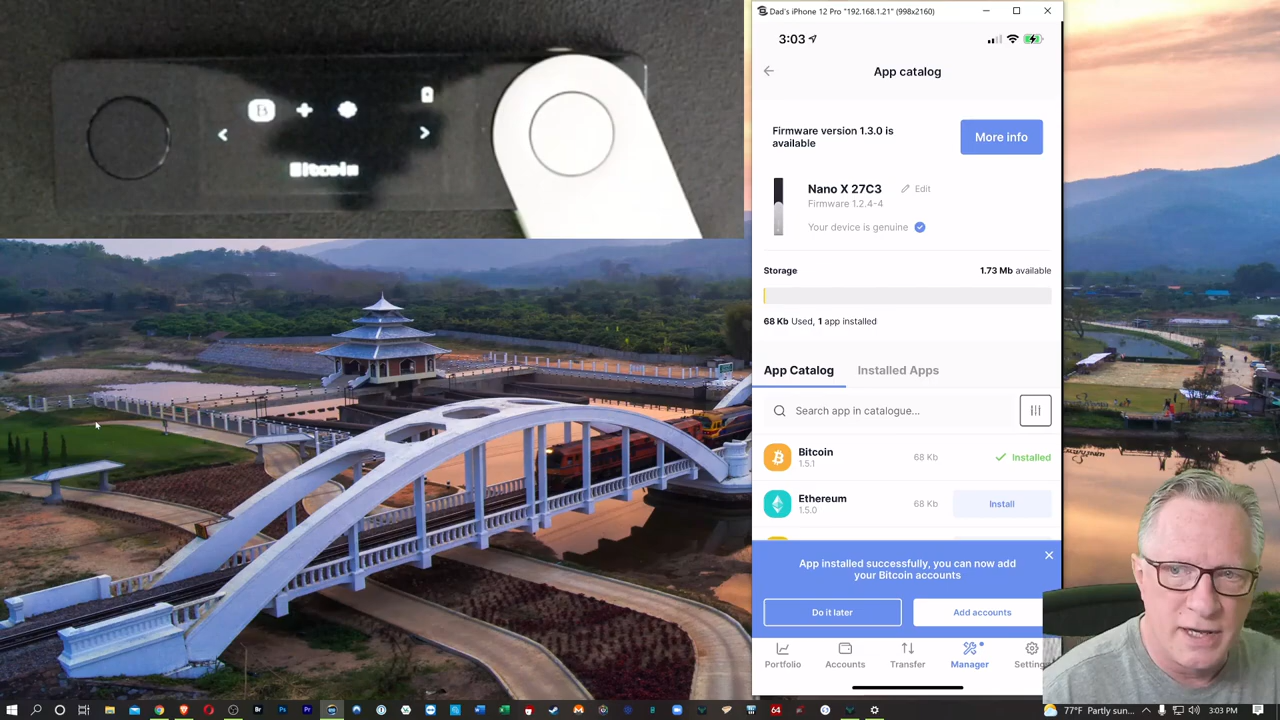 Bitcoin
Dad's iPhone 12 Pro "192.168.1.21" (998x2160)
3:03
App catalog
Firmware version 1.3.0 is
available
More info
Nano X 27C3
Edit
Firmware 1.2.4-4
Your device is genuine
Storage
1.73 Mb available
68 Kb Used, 1 app installed
App Catalog
Installed Apps
Search app in catalogue...
Bitcoin
1.5.1
68 Kb
Installed
Ethereum
1.5.0
68 Kb
Install
App installed successfully, you can now add
your Bitcoin accounts
Do it later
Add accounts
Portfolio
Accounts
Transfer
Manager
Br
Ps
Pr
64
77°F Partly sun...
3:03 PM